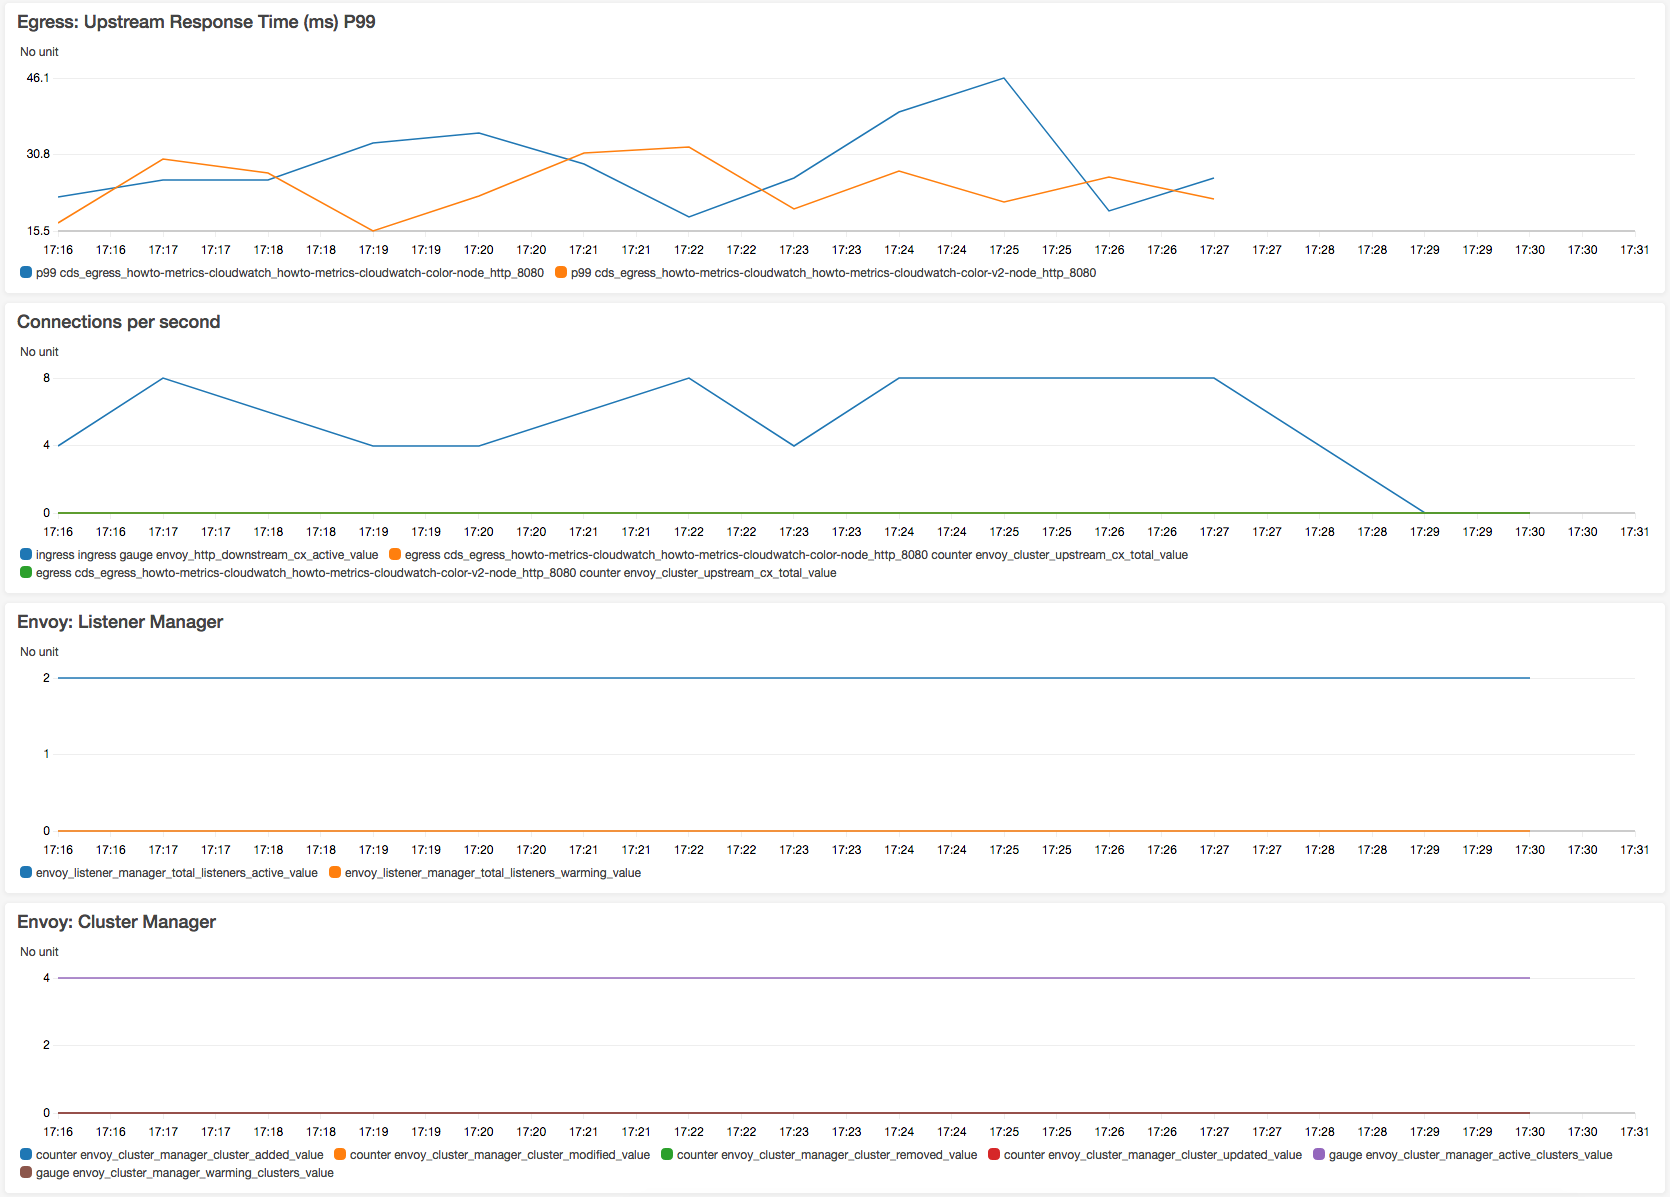 Egress: Upstream Response Time (ms) P99
No unit
46.1
30.8
15.5
17:16 17:16 17:17 17:17 17:18 17:18 17:19 17:19 17:20 17:20 17:21 17:21 17:22 17:22 17:23 17:23 17:24 17:24 17:25 17:25 17:26 17:26 17:27 17:27 17:28 17:28 17:29 17:29 17:30 17:30 17:31
p99 cds_egress_howto-metrics-cloudwatch_howto-metrics-cloudwatch-color-node_http_8080 p99 cds_egress_howto-metrics-cloudwatch_howto-metrics-cloudwatch-color-v2-node_http_8080
Connections per second
No unit
8
4
0
17:16 17:16 17:17 17:17 17:18 17:18 17:19 17:19 17:20 17:20 17:21 17:21 17:22 17:22 17:23 17:23 17:24 17:24 17:25 17:25 17:26 17:26 17:27 17:27 17:28 17:28 17:29 17:29 17:30 17:30 17:31
ingress ingress gauge envoy_http_downstream_cx_active_value egress cds_egress_howto-metrics-cloudwatch_howto-metrics-cloudwatch-color-node_http_8080 counter envoy_cluster_upstream_cx_total_value
egress cds_egress_howto-metrics-cloudwatch_howto-metrics-cloudwatch-color-v2-node_http_8080 counter envoy_cluster_upstream_cx_total_value
Envoy: Listener Manager
No unit
2
1
0
17:16 17:16 17:17 17:17 17:18 17:18 17:19 17:19 17:20 17:20 17:21 17:21 17:22 17:22 17:23 17:23 17:24 17:24 17:25 17:25 17:26 17:26 17:27 17:27 17:28 17:28 17:29 17:29 17:30 17:30 17:31
envoy_listener_manager_total_listeners_active_value envoy_listener_manager_total_listeners_warming_value
Envoy: Cluster Manager
No unit
4
2
0
17:16 17:16 17:17 17:17 17:18 17:18 17:19 17:19 17:20 17:20 17:21 17:21 17:22 17:22 17:23 17:23 17:24 17:24 17:25 17:25 17:26 17:26 17:27 17:27 17:28 17:28 17:29 17:29 17:30 17:30 17:31
counter envoy_cluster_manager_cluster_added_value counter envoy_cluster_manager_cluster_modified_value counter envoy_cluster_manager_cluster_removed_value counter envoy_cluster_manager_cluster_updated_value gauge envoy_cluster_manager_active_clusters_value
gauge envoy_cluster_manager_warming_clusters_value